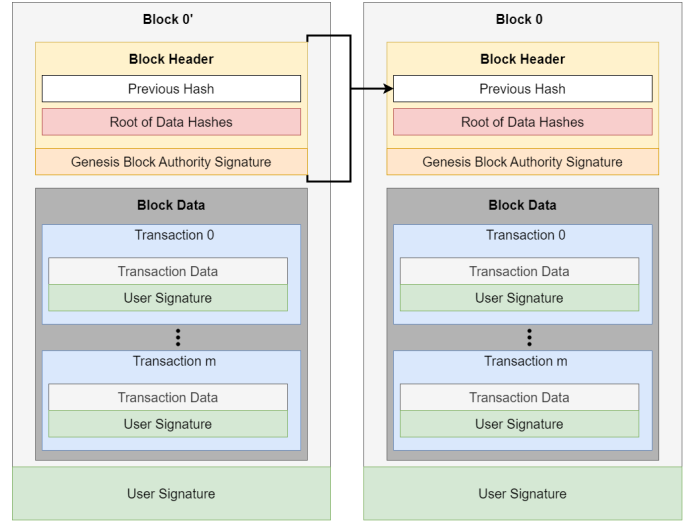 Block 0'
Block Header
Previous Hash
Root of Data Hashes
Genesis Block Authority Signature
Block Data
Transaction 0
Transaction Data
User Signature
Transaction m
Transaction Data
User Signature
User Signature
Block 0
Block Header
Previous Hash
Root of Data Hashes
Genesis Block Authority Signature
Block Data
Transaction 0
Transaction Data
User Signature
Transaction m
Transaction Data
User Signature
User Signature